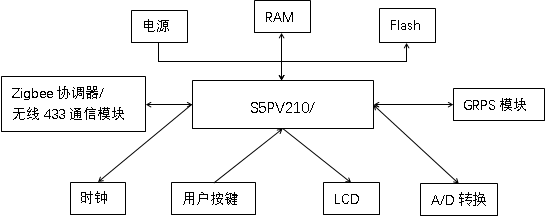 电源
RAM
Flash
Zigbee 协调器/
无线 433 通信模块
S5PV210/
GRPS 模块
时钟
用户按键
LCD
A/D 转换